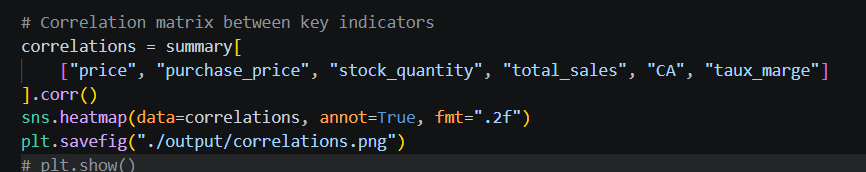 # Correlation matrix between key indicators
correlations = summary[
    ["price", "purchase_price", "stock_quantity", "total_sales", "CA", "taux_marge"]
].corr()
sns.heatmap(data=correlations, annot=True, fmt=".2f")
plt.savefig("./output/correlations.png")
# plt.show()